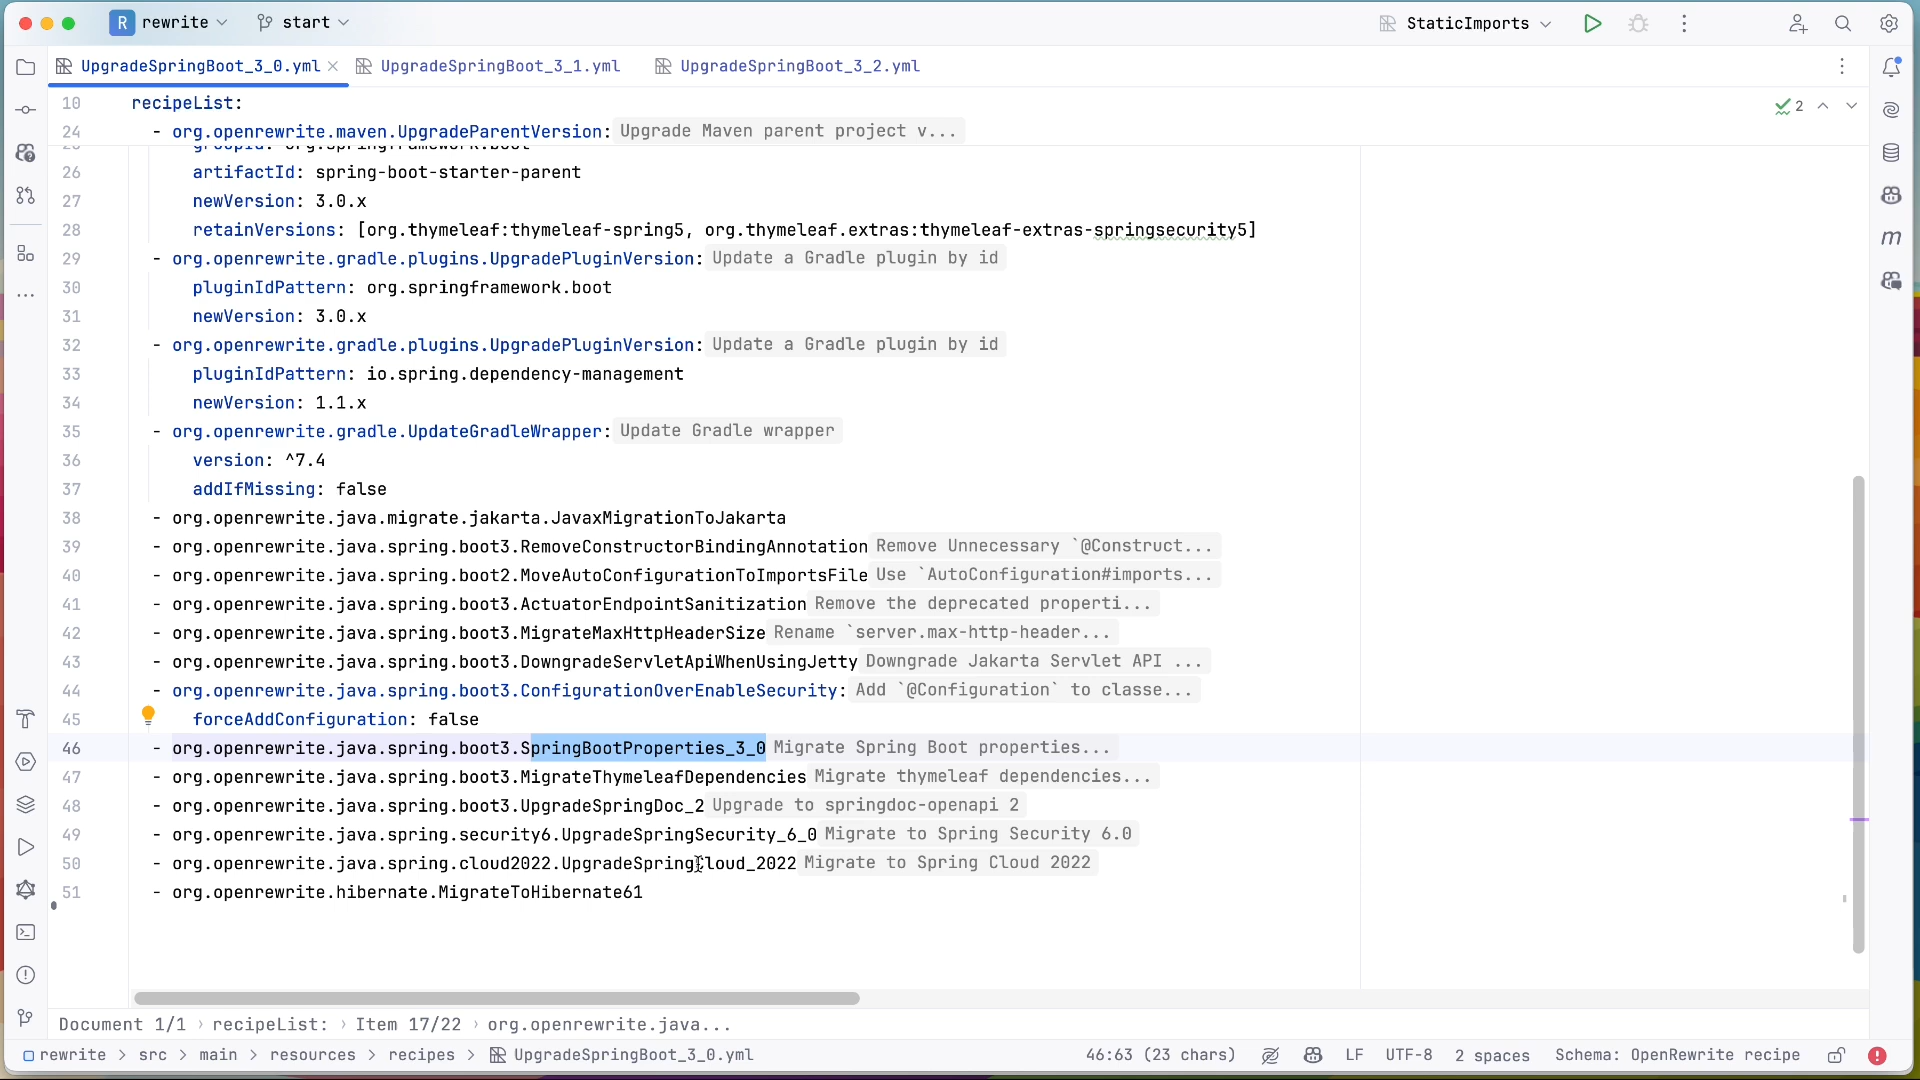 R rewrite start StaticImports
UpgradeSpringBoot_3_0.yml UpgradeSpringBoot_3_1.yml UpgradeSpringBoot_3_2.yml
10 recipeList:
24 - org.openrewrite.maven.UpgradeParentVersion: Upgrade Maven parent project v...
2
25 groupId: org.springframework.boot
26 artifactId: spring-boot-starter-parent
27 newVersion: 3.0.x
28 retainVersions: [org.thymeleaf:thymeleaf-spring5, org.thymeleaf.extras:thymeleaf-extras-springsecurity5]
29 - org.openrewrite.gradle.plugins.UpgradePluginVersion: Update a Gradle plugin by id
30 pluginIdPattern: org.springframework.boot
31 newVersion: 3.0.x
32 - org.openrewrite.gradle.plugins.UpgradePluginVersion: Update a Gradle plugin by id
33 pluginIdPattern: io.spring.dependency-management
34 newVersion: 1.1.x
35 - org.openrewrite.gradle.UpdateGradleWrapper: Update Gradle wrapper
36 version: ^7.4
37 addIfMissing: false
38 - org.openrewrite.java.migrate.jakarta.JavaxMigrationToJakarta
39 - org.openrewrite.java.spring.boot3.RemoveConstructorBindingAnnotation Remove Unnecessary `@Construct...
40 - org.openrewrite.java.spring.boot2.MoveAutoConfigurationToImportsFile Use `AutoConfiguration#imports...
41 - org.openrewrite.java.spring.boot3.ActuatorEndpointSanitization Remove the deprecated properti...
42 - org.openrewrite.java.spring.boot3.MigrateMaxHttpHeaderSize Rename `server.max-http-header...
43 - org.openrewrite.java.spring.boot3.DowngradeServletApiWhenUsingJetty Downgrade Jakarta Servlet API ...
44 - org.openrewrite.java.spring.boot3.ConfigurationOverEnableSecurity: Add `@Configuration` to classe...
45 forceAddConfiguration: false
46 - org.openrewrite.java.spring.boot3.SpringBootProperties_3_0 Migrate Spring Boot properties...
47 - org.openrewrite.java.spring.boot3.MigrateThymeleafDependencies Migrate thymeleaf dependencies...
48 - org.openrewrite.java.spring.boot3.UpgradeSpringDoc_2 Upgrade to springdoc-openapi 2
49 - org.openrewrite.java.spring.security6.UpgradeSpringSecurity_6_0 Migrate to Spring Security 6.0
50 - org.openrewrite.java.spring.cloud2022.UpgradeSpringCloud_2022 Migrate to Spring Cloud 2022
51 - org.openrewrite.hibernate.MigrateToHibernate61
Document 1/1 › recipeList: › Item 17/22 › org.openrewrite.java...
rewrite > src > main > resources > recipes > UpgradeSpringBoot_3_0.yml 46:63 (23 chars) LF UTF-8 2 spaces Schema: OpenRewrite recipe